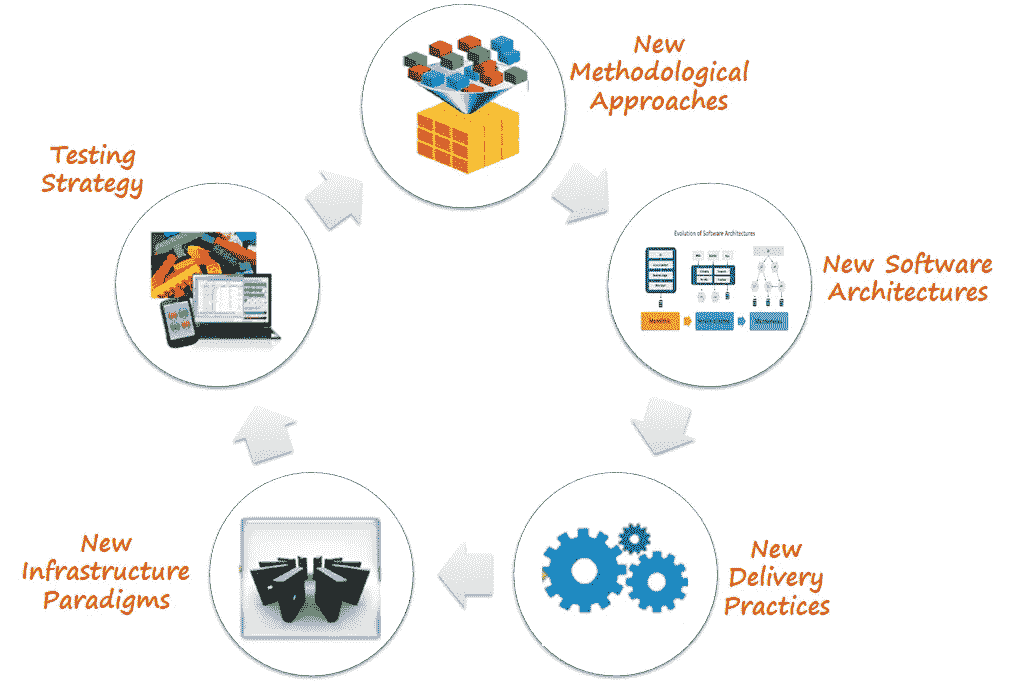 New
Methodological
Approaches
Testing
Strategy
Evolution of Software Architectures
New Software
Architectures
New
Infrastructure
Paradigms
New
Delivery
Practices